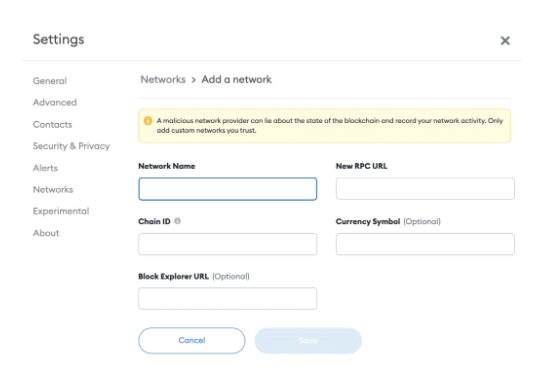 Settings
General
Advanced
Contacts
Security & Privacy
Alerts
Networks
Experimental
About
Networks > Add a network
A malicious network provider can lie about the state of the blockchain and record your network activity. Only
add custom networks you trust.
Network Name
New RPC URL
Chain ID
Currency Symbol (Optional)
Block Explorer URL (Optional)
Cancel
Save